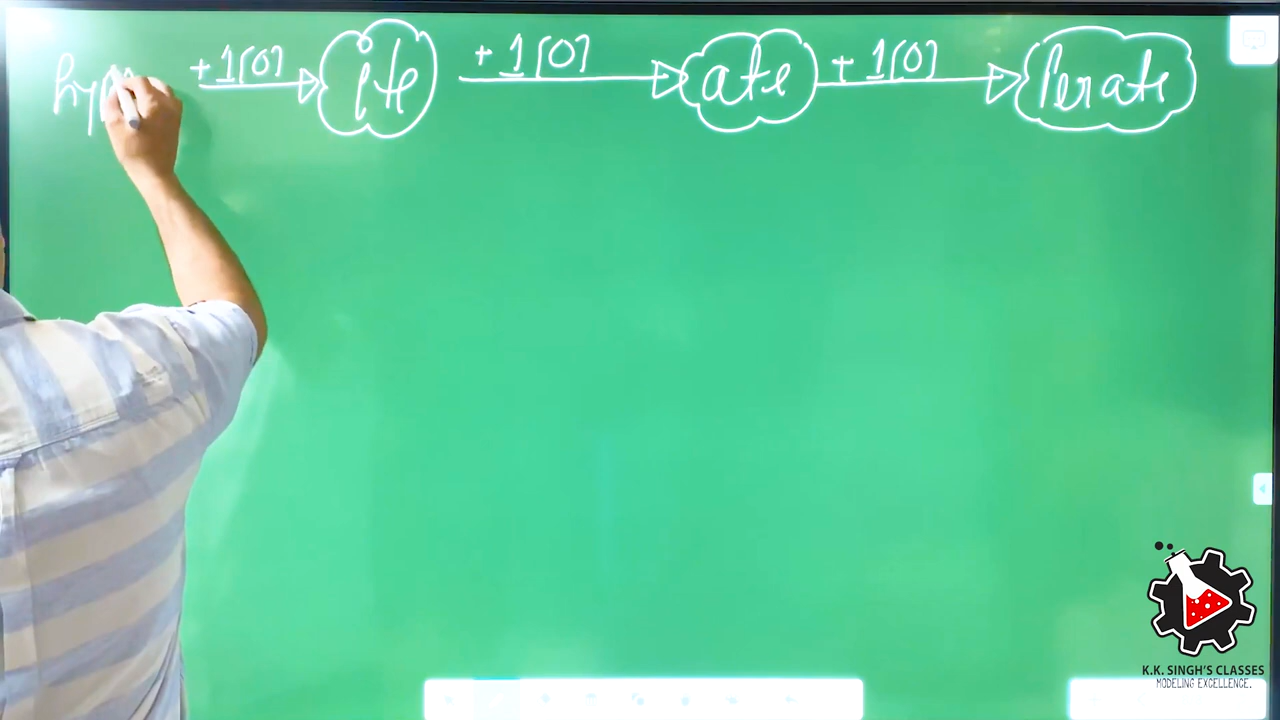 +1[O] ite +1[O] ate +1[O] Perate
K.K. SINGH'S CLASSES
MODELING EXCELLENCE.